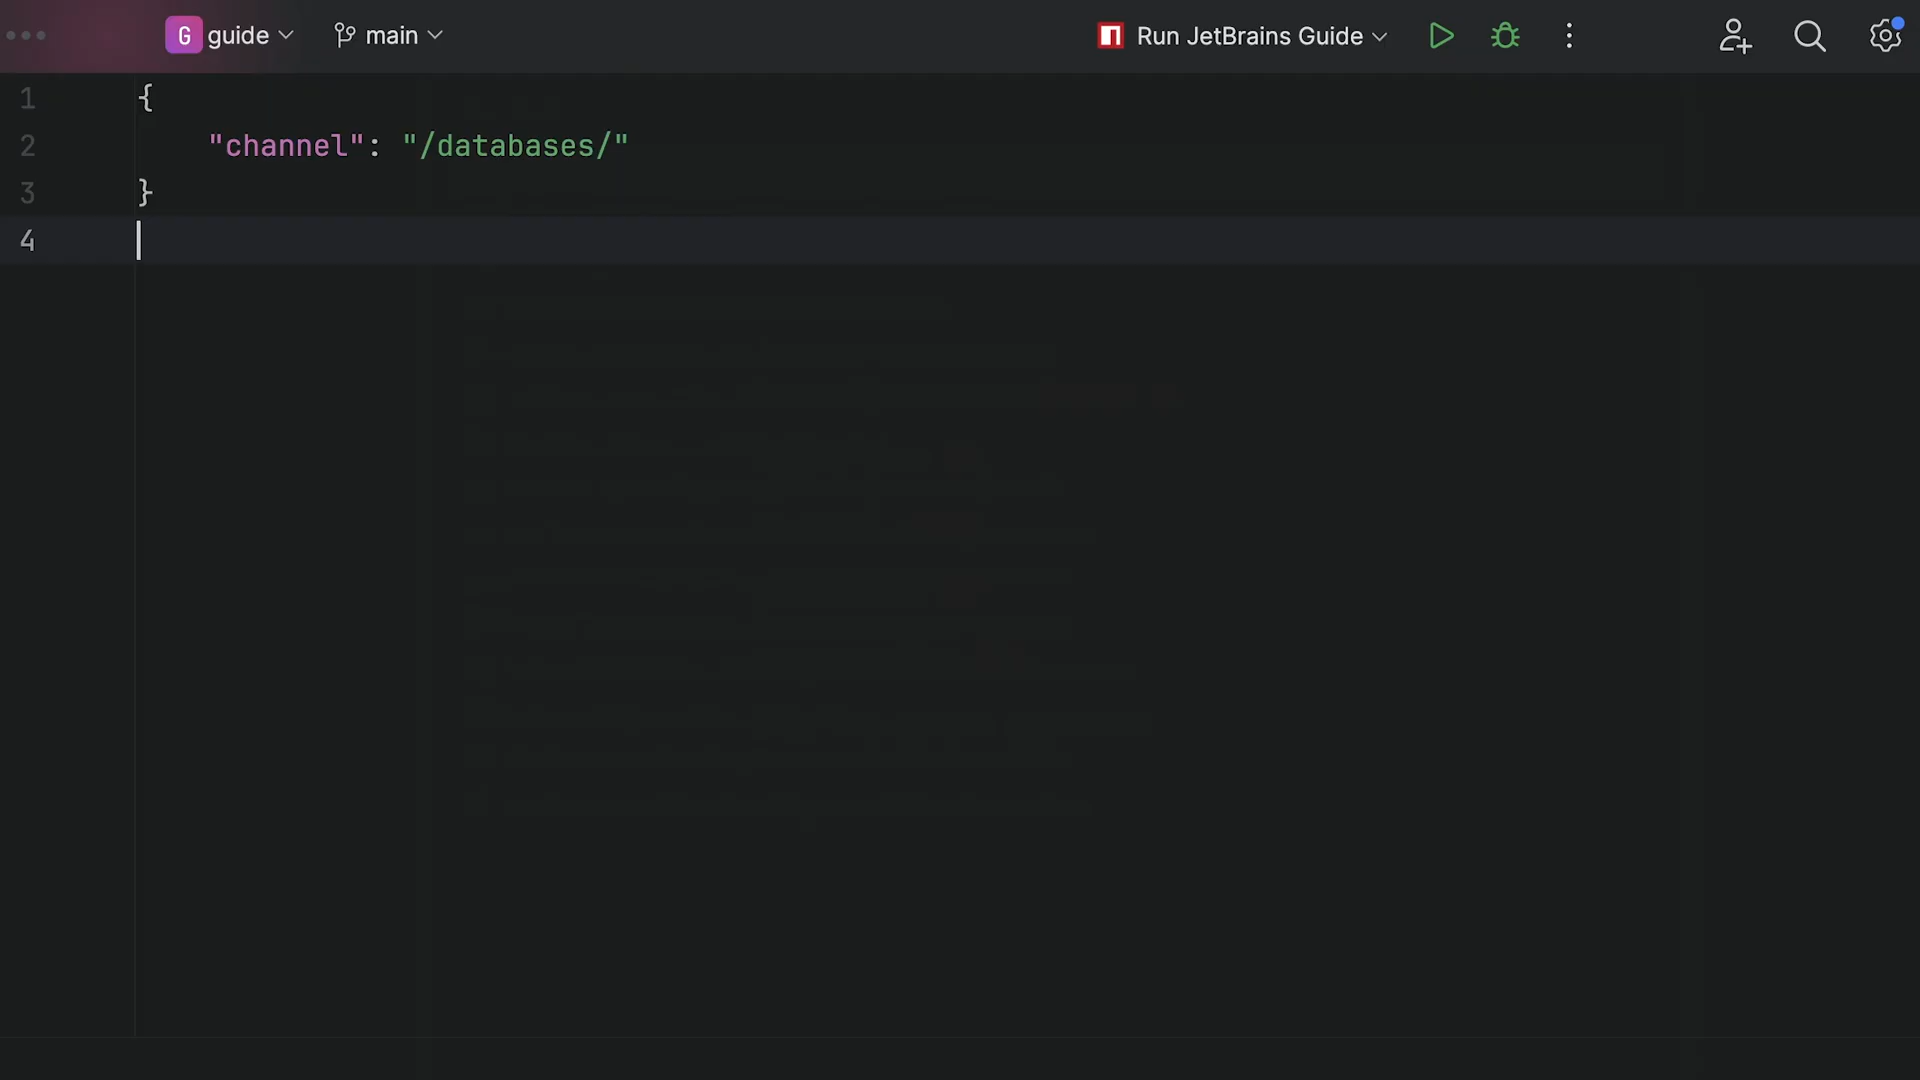 G guide main Run JetBrains Guide
1 {
2 "channel": "/databases/"
3 }
4